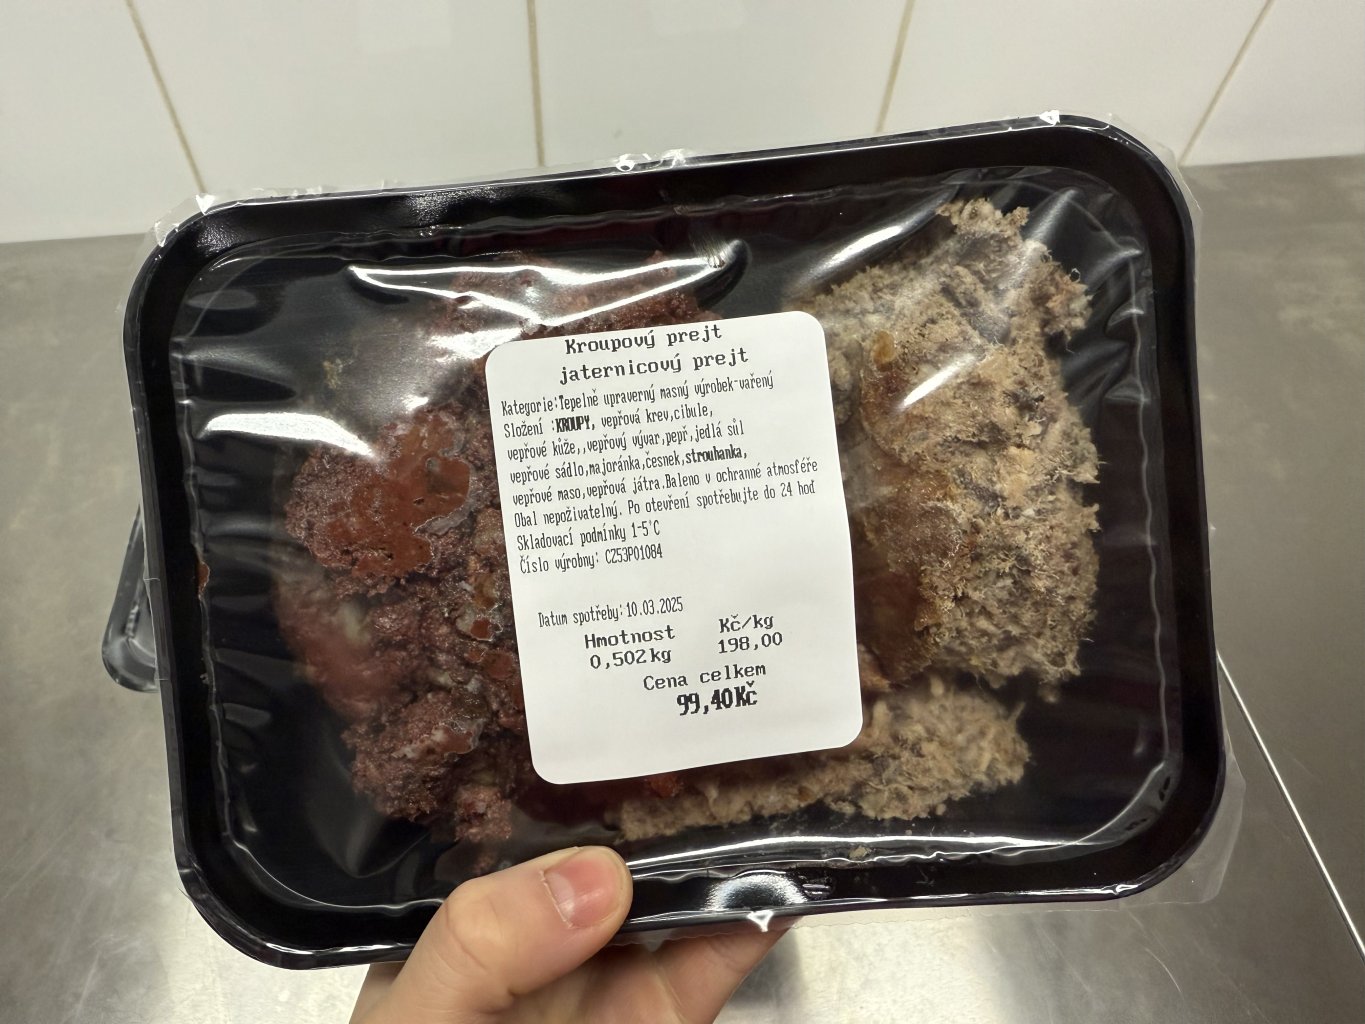 Kroupový prejt
jaternicový prejt
Kategorie:Tepelně upraverný masný výrobek-vařený
Složení :KROUPY, vepřová krev,cibule,
vepřové kůže,,vepřový vývar,pepř,jedlá sůl
vepřové sádlo,majoránka,česnek,strouhanka,
vepřové maso,vepřová játra.Baleno v ochranné atmosféře
Obal nepoživatelný. Po otevření spotřebujte do 24 hod
Skladovací podmínky 1-5°C
Číslo výrobny: CZ53P01084
Datum spotřeby:10.03.2025
Hmotnost Kč/kg
0,502kg 198,00
Cena celkem
99,40Kč